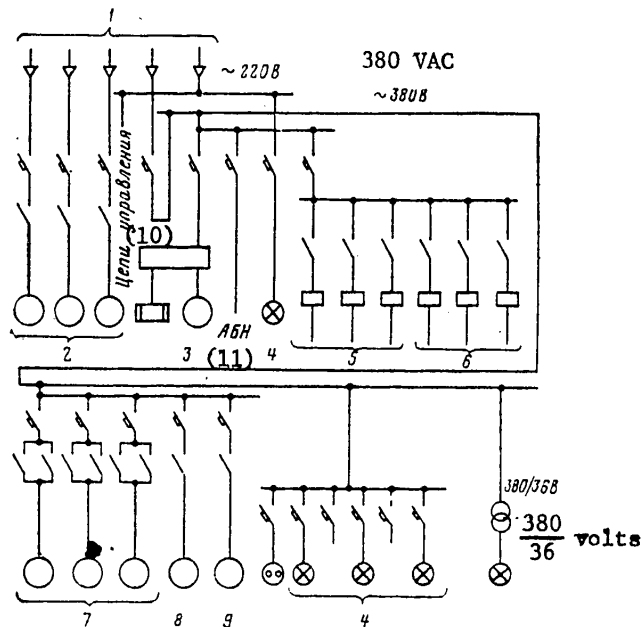 1
~220В
380 VAC
~380В
Цепи управления
(10)
2
3
АБН
(11)
4
5
6
380/36В
380
36
volts
7
8
9
4